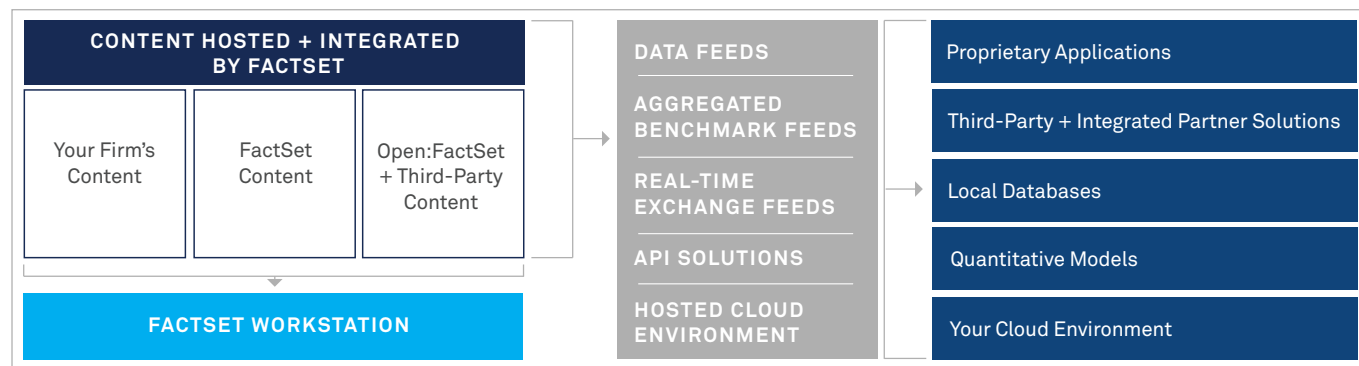 CONTENT HOSTED + INTEGRATED
BY FACTSET
Your Firm’s
Content
FactSet
Content
Open:FactSet
+ Third-Party
Content
FACTSET WORKSTATION
DATA FEEDS
AGGREGATED
BENCHMARK FEEDS
REAL-TIME
EXCHANGE FEEDS
API SOLUTIONS
HOSTED CLOUD
ENVIRONMENT
Proprietary Applications
Third-Party + Integrated Partner Solutions
Local Databases
Quantitative Models
Your Cloud Environment